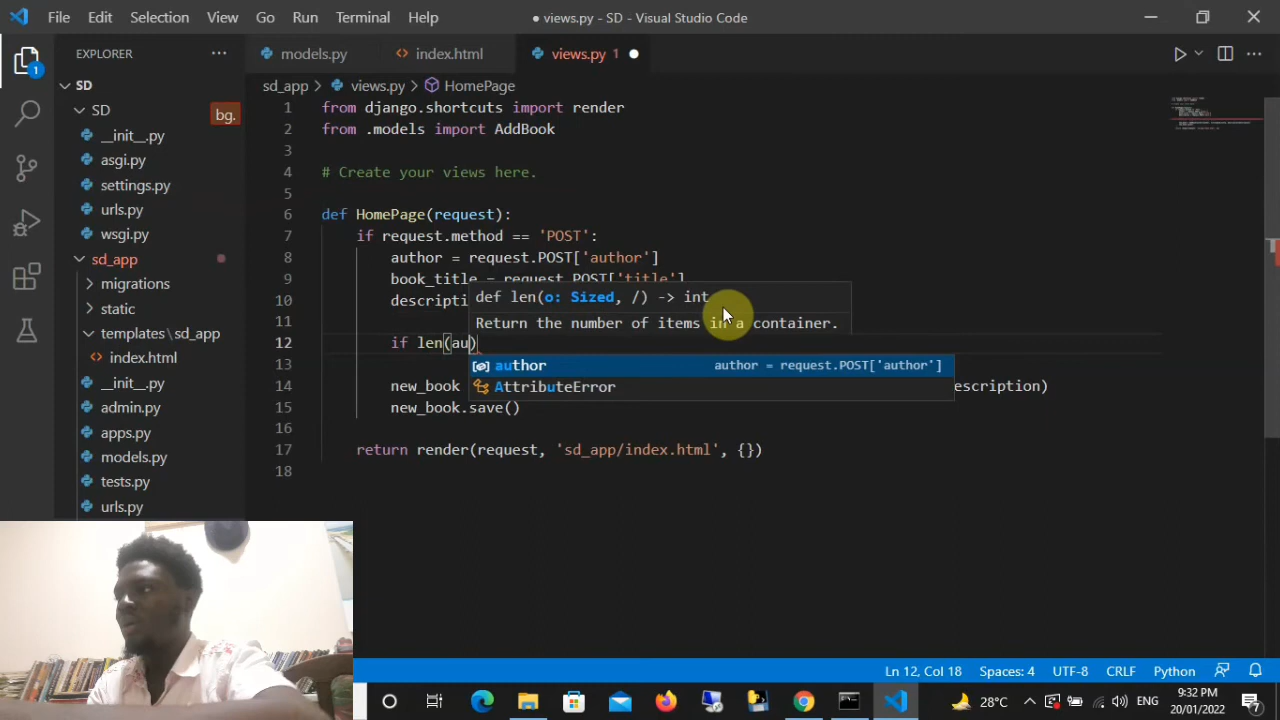 File Edit Selection View Go Run Terminal Help
● views.py - SD - Visual Studio Code
EXPLORER ···
models.py index.html views.py 1 ●
SD
sd_app > views.py > HomePage
SD
bg.
__init__.py
asgi.py
settings.py
urls.py
wsgi.py
sd_app
migrations
static
templates\sd_app
index.html
__init__.py
admin.py
apps.py
models.py
tests.py
urls.py
1
1 from django.shortcuts import render
2 from .models import AddBook
3
4 # Create your views here.
5
6 def HomePage(request):
7 if request.method == 'POST':
8 author = request.POST['author']
9 book_title = request.POST['title']
10 descripti
11
12 if len(au)
13
14 new_book escription)
15 new_book.save()
16
17 return render(request, 'sd_app/index.html', {})
18
def len(o: Sized, /) -> int
Return the number of items in a container.
author author = request.POST['author']
AttributeError
Ln 12, Col 18 Spaces: 4 UTF-8 CRLF Python
28°C ENG 9:32 PM
20/01/2022 7